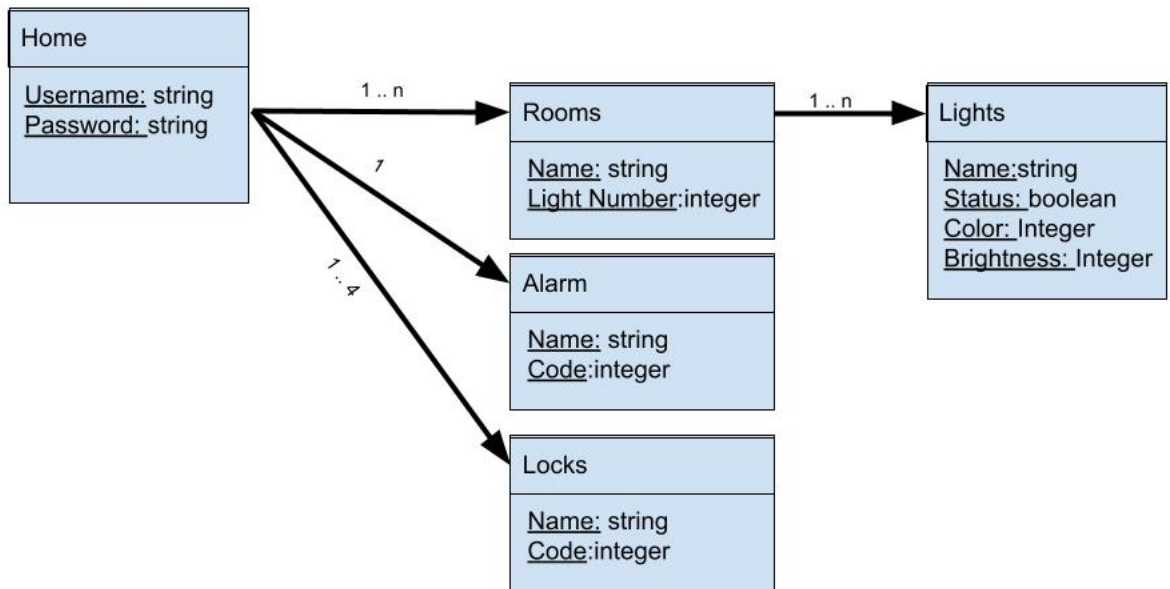 Home
Username: string
Password: string
1 .. n
1
1 .. 4
Rooms
Name: string
Light Number:integer
1 .. n
Lights
Name:string
Status: boolean
Color: Integer
Brightness: Integer
Alarm
Name: string
Code:integer
Locks
Name: string
Code:integer